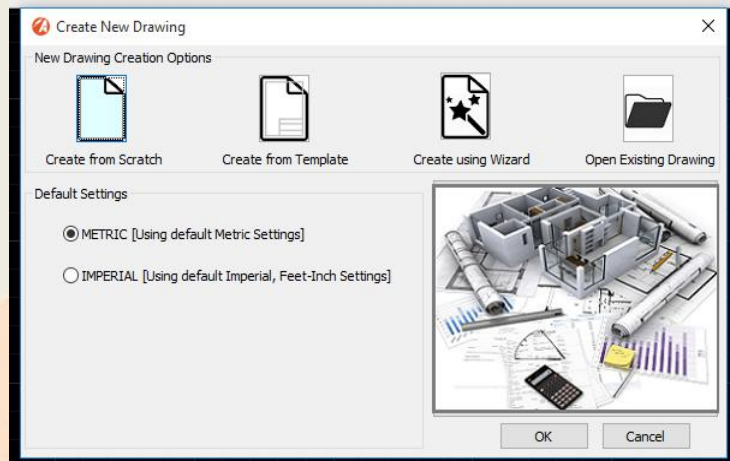 Create New Drawing
New Drawing Creation Options
Create from Scratch
Create from Template
Create using Wizard
Open Existing Drawing
Default Settings
METRIC [Using default Metric Settings]
IMPERIAL [Using default Imperial, Feet-Inch Settings]
OK
Cancel